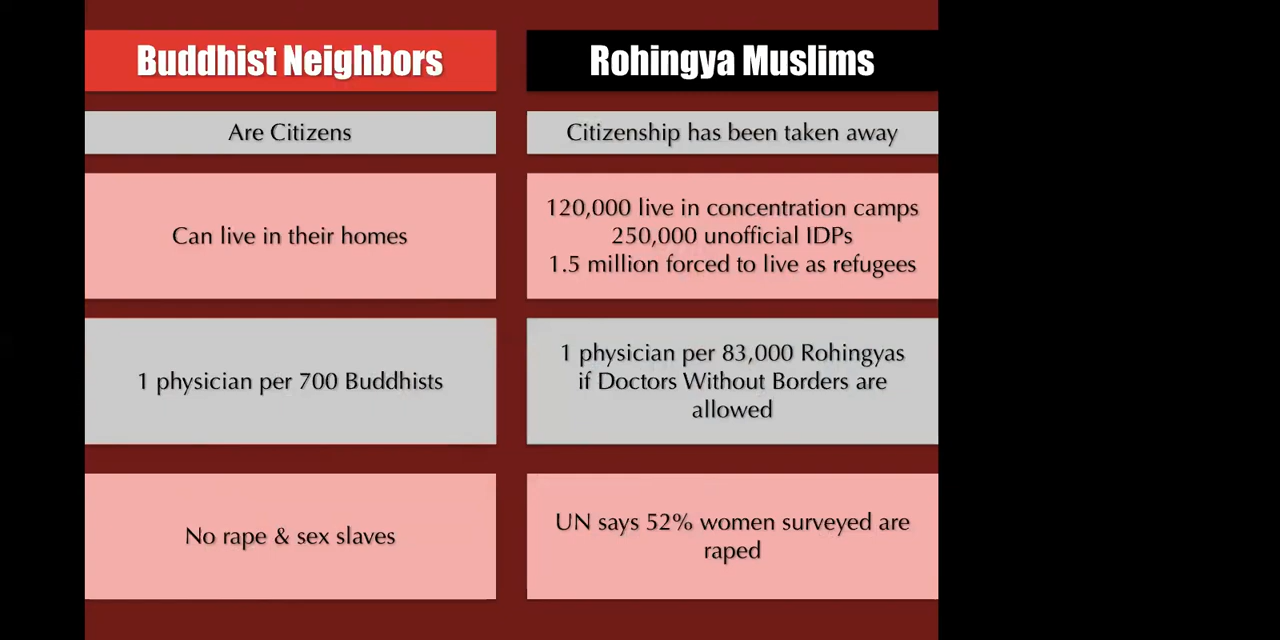 Buddhist Neighbors
Rohingya Muslims
Are Citizens
Citizenship has been taken away
Can live in their homes
120,000 live in concentration camps
250,000 unofficial IDPs
1.5 million forced to live as refugees
1 physician per 700 Buddhists
1 physician per 83,000 Rohingyas
if Doctors Without Borders are
allowed
No rape & sex slaves
UN says 52% women surveyed are
raped